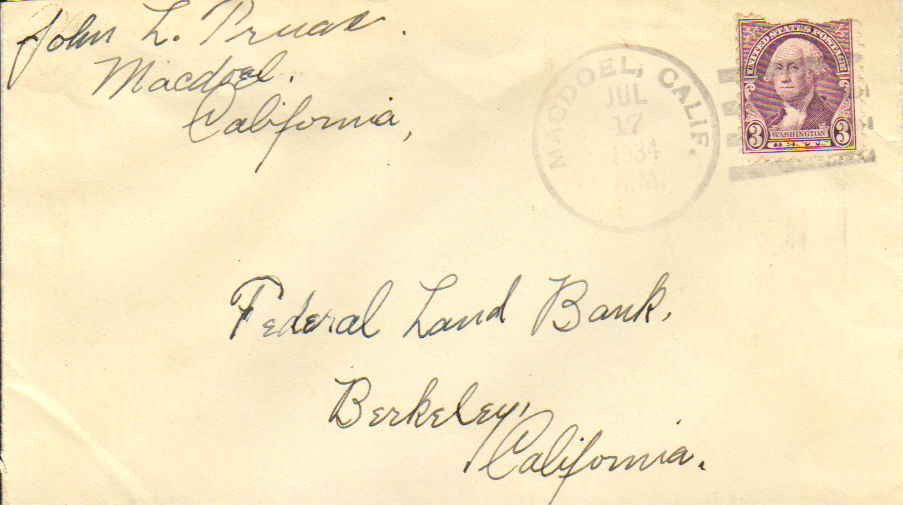 John L. Pruas.
Macdoel.
California,
MACDOEL, CALIF.
JUL
17
1934
A.M.
UNITED STATES POSTAGE
3 WASHINGTON 3
Federal Land Bank,
Berkeley,
California.